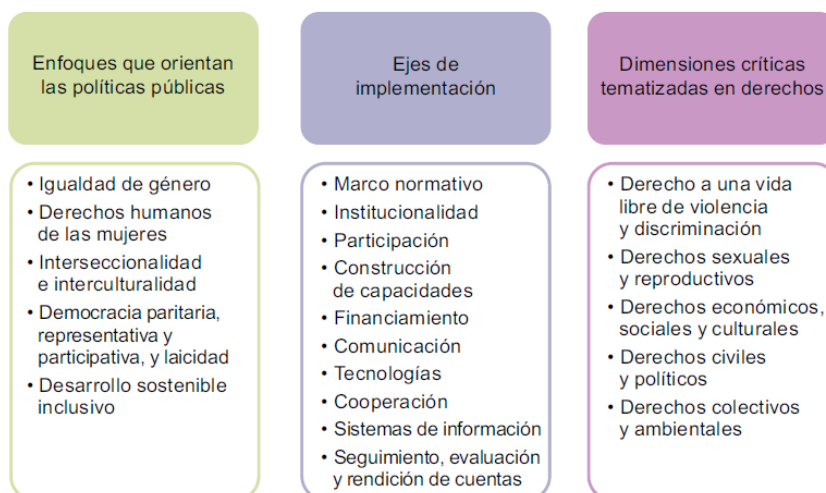 Enfoques que orientan
las políticas públicas
• Igualdad de género
• Derechos humanos
de las mujeres
• Interseccionalidad
e interculturalidad
• Democracia paritaria,
representativa y
participativa, y laicidad
• Desarrollo sostenible
inclusivo
Ejes de
implementación
• Marco normativo
• Institucionalidad
• Participación
• Construcción
de capacidades
• Financiamiento
• Comunicación
• Tecnologías
• Cooperación
• Sistemas de información
• Seguimiento, evaluación
y rendición de cuentas
Dimensiones críticas
tematizadas en derechos
• Derecho a una vida
libre de violencia
y discriminación
• Derechos sexuales
y reproductivos
• Derechos económicos,
sociales y culturales
• Derechos civiles
y políticos
• Derechos colectivos
y ambientales